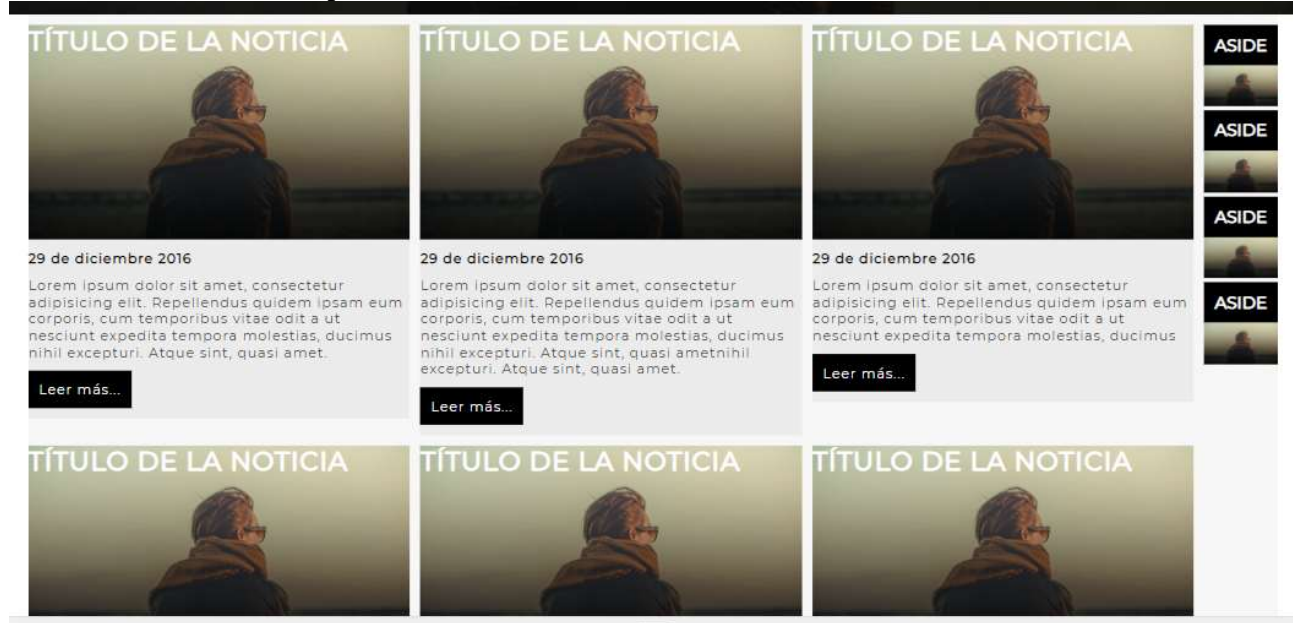 TÍTULO DE LA NOTICIA
29 de diciembre 2016
Lorem ipsum dolor sit amet, consectetur
adipisicing elit. Repellendus quidem ipsam eum
corporis, cum temporibus vitae odit a ut
nesciunt expedita tempora molestias, ducimus
nihil excepturi. Atque sint, quasi amet.
Leer más...
TÍTULO DE LA NOTICIA
29 de diciembre 2016
Lorem ipsum dolor sit amet, consectetur
adipisicing elit. Repellendus quidem ipsam eum
corporis, cum temporibus vitae odit a ut
nesciunt expedita tempora molestias, ducimus
nihil excepturi. Atque sint, quasi ametnihil
excepturi. Atque sint, quasi amet.
Leer más...
TÍTULO DE LA NOTICIA
29 de diciembre 2016
Lorem ipsum dolor sit amet, consectetur
adipisicing elit. Repellendus quidem ipsam eum
corporis, cum temporibus vitae odit a ut
nesciunt expedita tempora molestias, ducimus
Leer más...
ASIDE
ASIDE
ASIDE
ASIDE
TÍTULO DE LA NOTICIA
TÍTULO DE LA NOTICIA
TÍTULO DE LA NOTICIA